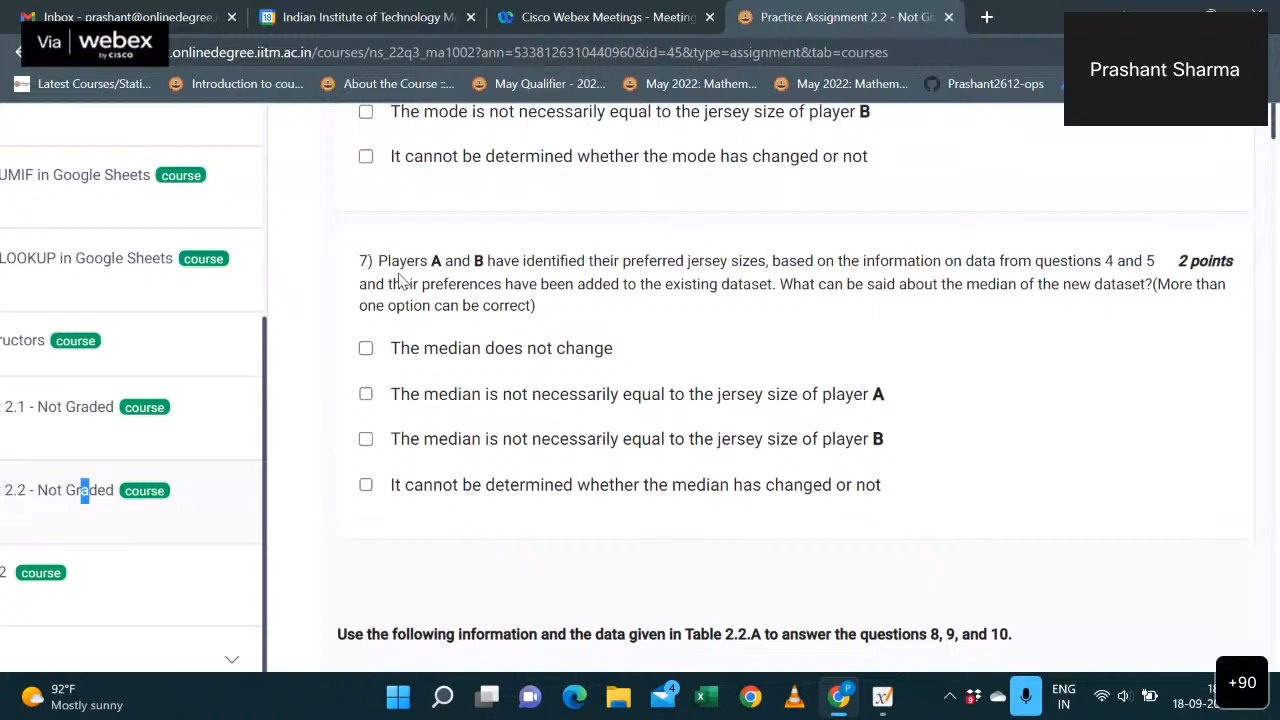 Inbox - prashant@onlinedegree.
Indian Institute of Technology M
Cisco Webex Meetings - Meeting
Practice Assignment 2.2 - Not Gr
Via webex
by CISCO
.onlinedegree.iitm.ac.in/courses/ns_22q3_ma1002?ann=5338126310440960&id=45&type=assignment&tab=courses
Prashant Sharma
Latest Courses/Stati...
Introduction to cou...
About the Course ::...
May Qualifier - 202...
May 2022: Mathem...
May 2022: Mathem...
Prashant2612-ops
The mode is not necessarily equal to the jersey size of player B
It cannot be determined whether the mode has changed or not
UMIF in Google Sheets course
LOOKUP in Google Sheets course
ructors course
2.1 - Not Graded course
2.2 - Not Graded course
2 course
7) Players A and B have identified their preferred jersey sizes, based on the information on data from questions 4 and 5 2 points
and their preferences have been added to the existing dataset. What can be said about the median of the new dataset?(More than
one option can be correct)
The median does not change
The median is not necessarily equal to the jersey size of player A
The median is not necessarily equal to the jersey size of player B
It cannot be determined whether the median has changed or not
Use the following information and the data given in Table 2.2.A to answer the questions 8, 9, and 10.
92°F
Mostly sunny
4
P
ENG
IN
18-09-20
+90